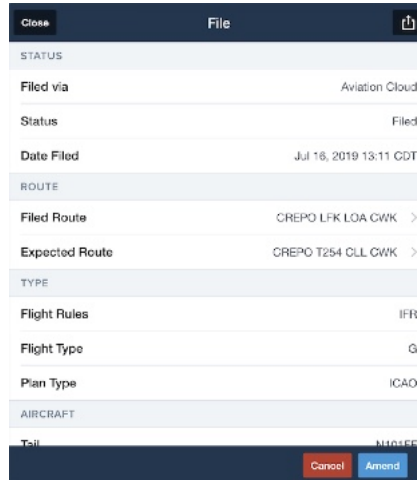 Close File
STATUS
Filed via Aviation Cloud
Status Filed
Date Filed Jul 16, 2019 13:11 CDT
ROUTE
Filed Route CREPO LFK LOA CWK
Expected Route CREPO T254 CLL CWK
TYPE
Flight Rules IFR
Flight Type G
Plan Type ICAO
AIRCRAFT
Tail
Cancel Amend